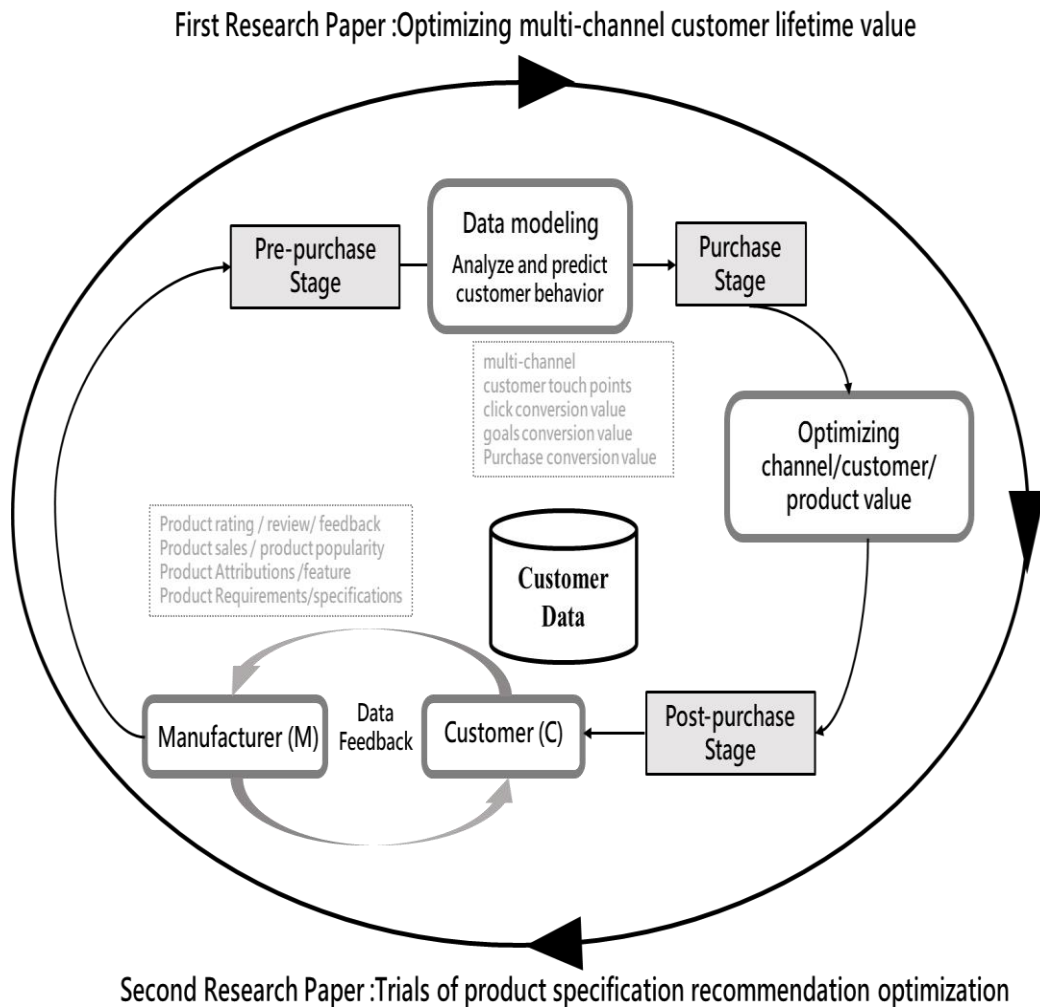 First Research Paper :Optimizing multi-channel customer lifetime value
Pre-purchase
Stage
Data modeling
Analyze and predict
customer behavior
Purchase
Stage
multi-channel
customer touch points
click conversion value
goals conversion value
Purchase conversion value
Optimizing
channel/customer/
product value
Product rating / review/ feedback
Product sales / product popularity
Product Attributions /feature
Product Requirements/specifications
Customer
Data
Manufacturer (M)
Data
Feedback
Customer (C)
Post-purchase
Stage
Second Research Paper :Trials of product specification recommendation optimization